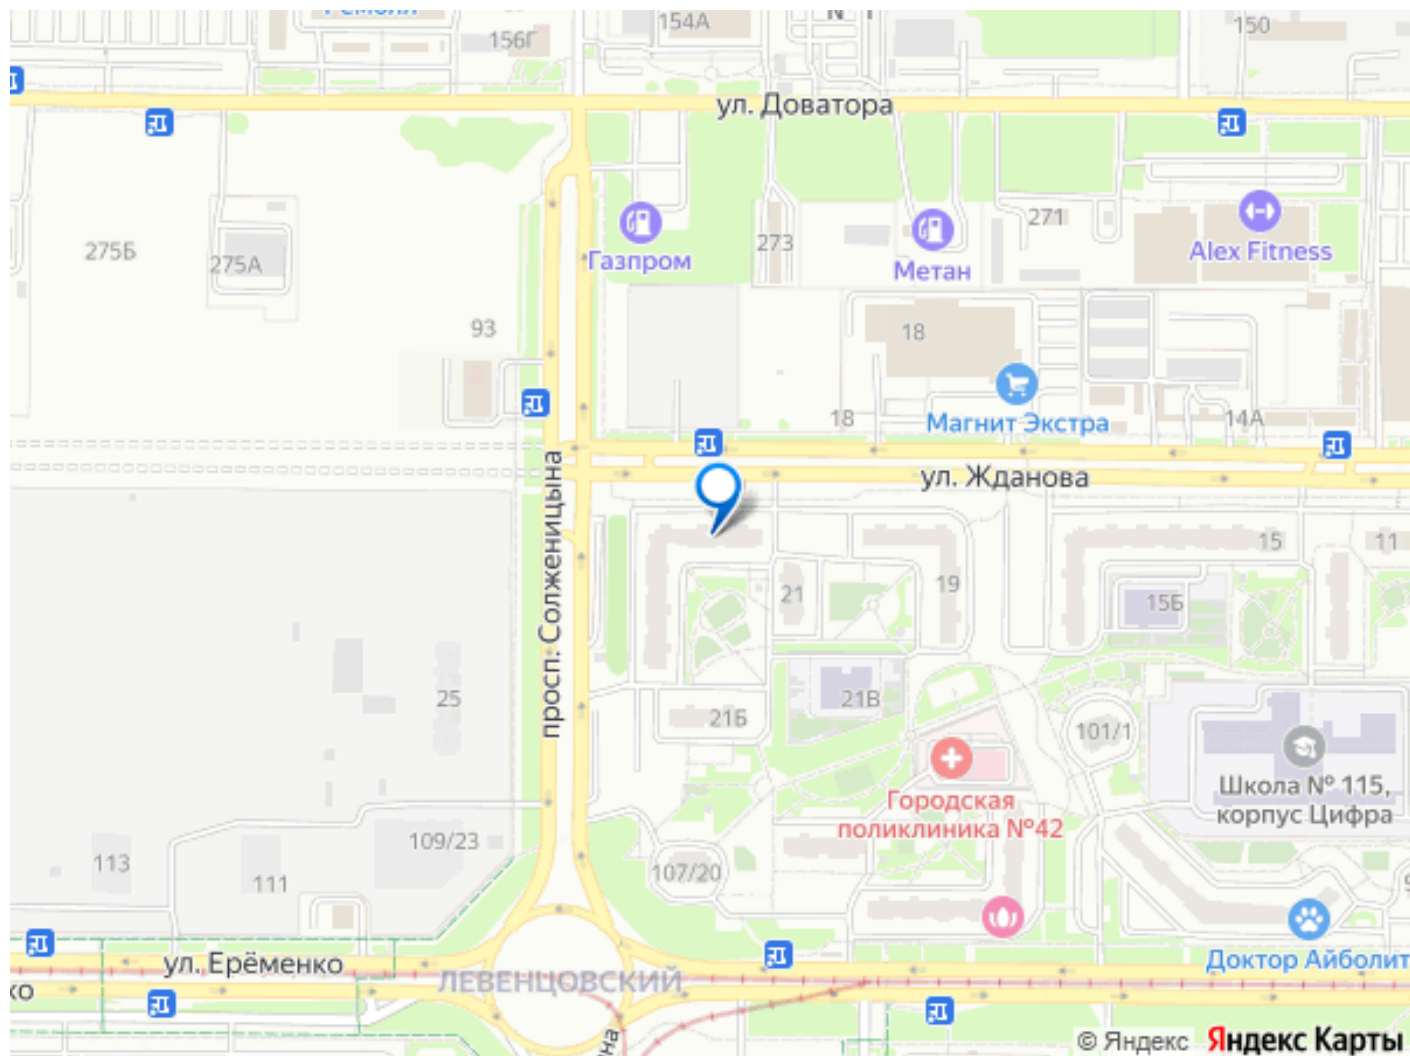 154А
№ 1
150
156Г
ул. Доватора
275Б
275А
Газпром
273
Метан
271
Alex Fitness
93
18
18
Магнит Экстра
14А
ул. Жданова
просп. Солженицына
15
11
21
19
15Б
25
21Б
21В
101/1
Городская
поликлиника №42
Школа № 115,
корпус Цифра
113
109/23
111
107/20
ул. Ерёменко
ЛЕВЕНЦОВСКИЙ
Доктор Айболит
© Яндекс Яндекс Карты